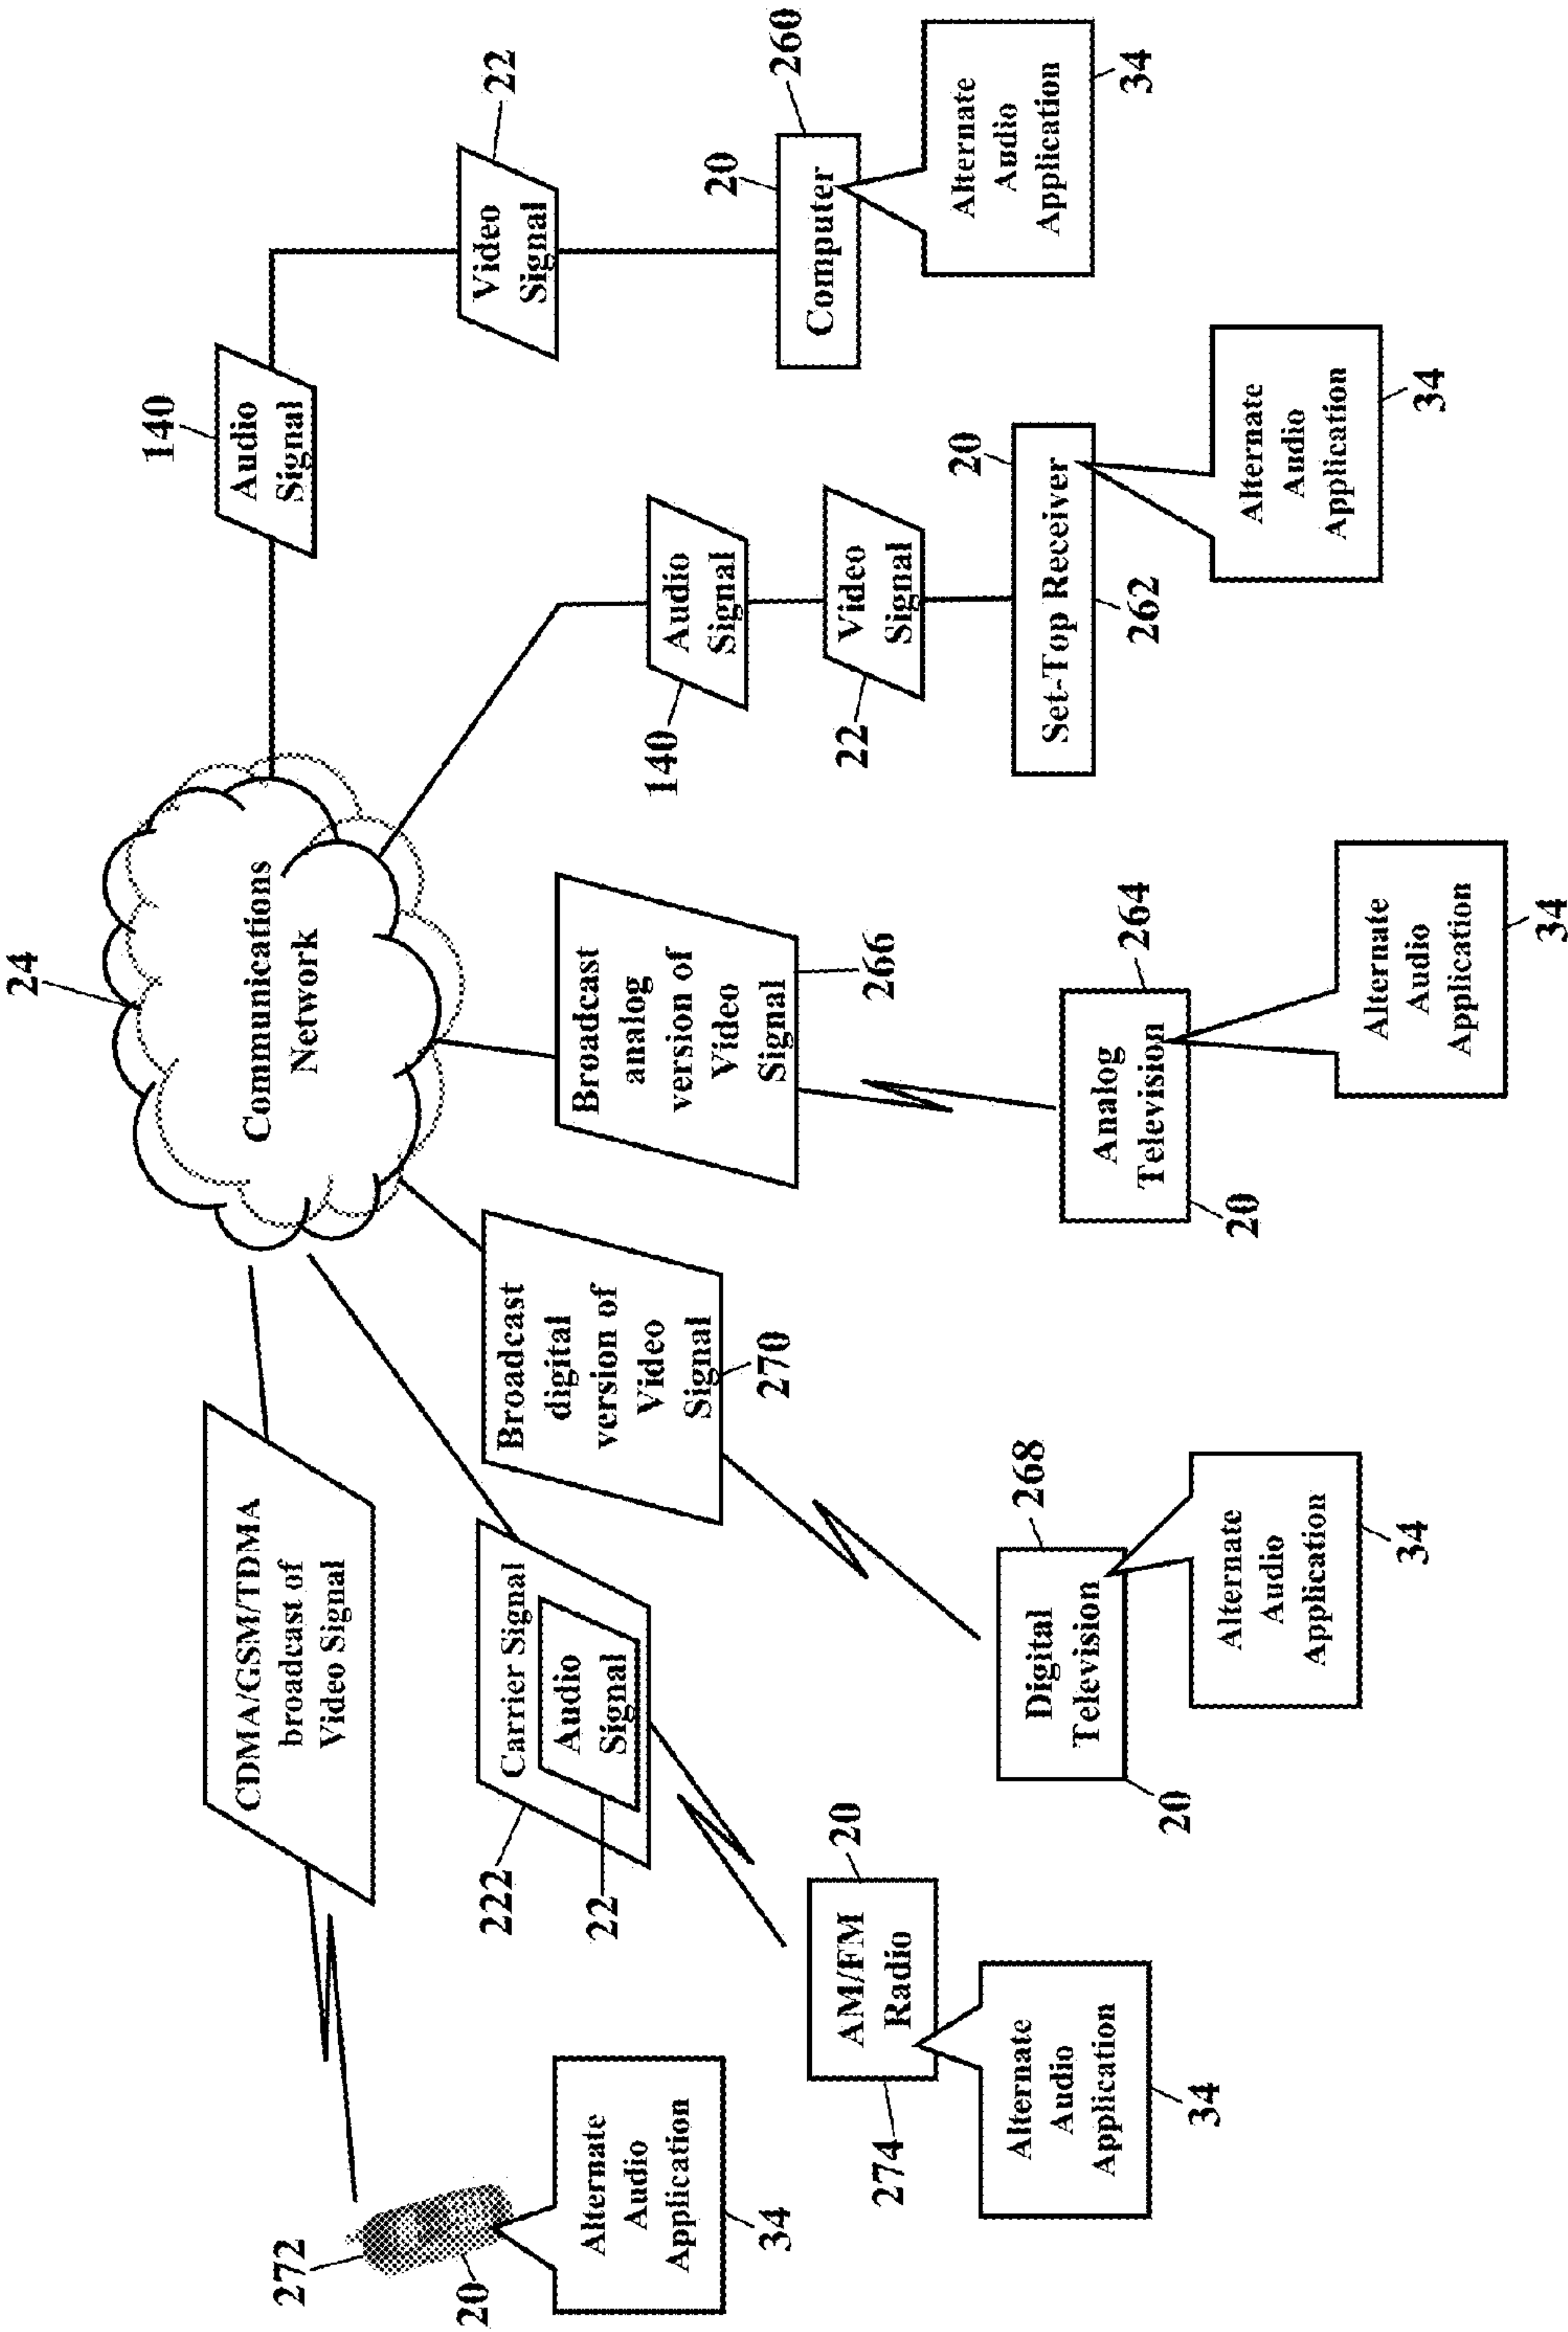 24
Communications
Network
CDMA/GSM/TDMA
broadcast of
Video Signal
272
20
Alternate
Audio
Application
34
Carrier Signal
Audio
Signal
222
22
AM/FM
Radio
20
274
Alternate
Audio
Application
34
Broadcast
digital
version of
Video
Signal
270
Digital
Television
268
20
Alternate
Audio
Application
34
Broadcast
analog
version of
Video
Signal
266
Analog
Television
264
20
Alternate
Audio
Application
34
Audio
Signal
140
Video
Signal
22
Set-Top Receiver
20
262
Alternate
Audio
Application
34
140
Audio
Signal
22
Video
Signal
20
260
Computer
Alternate
Audio
Application
34